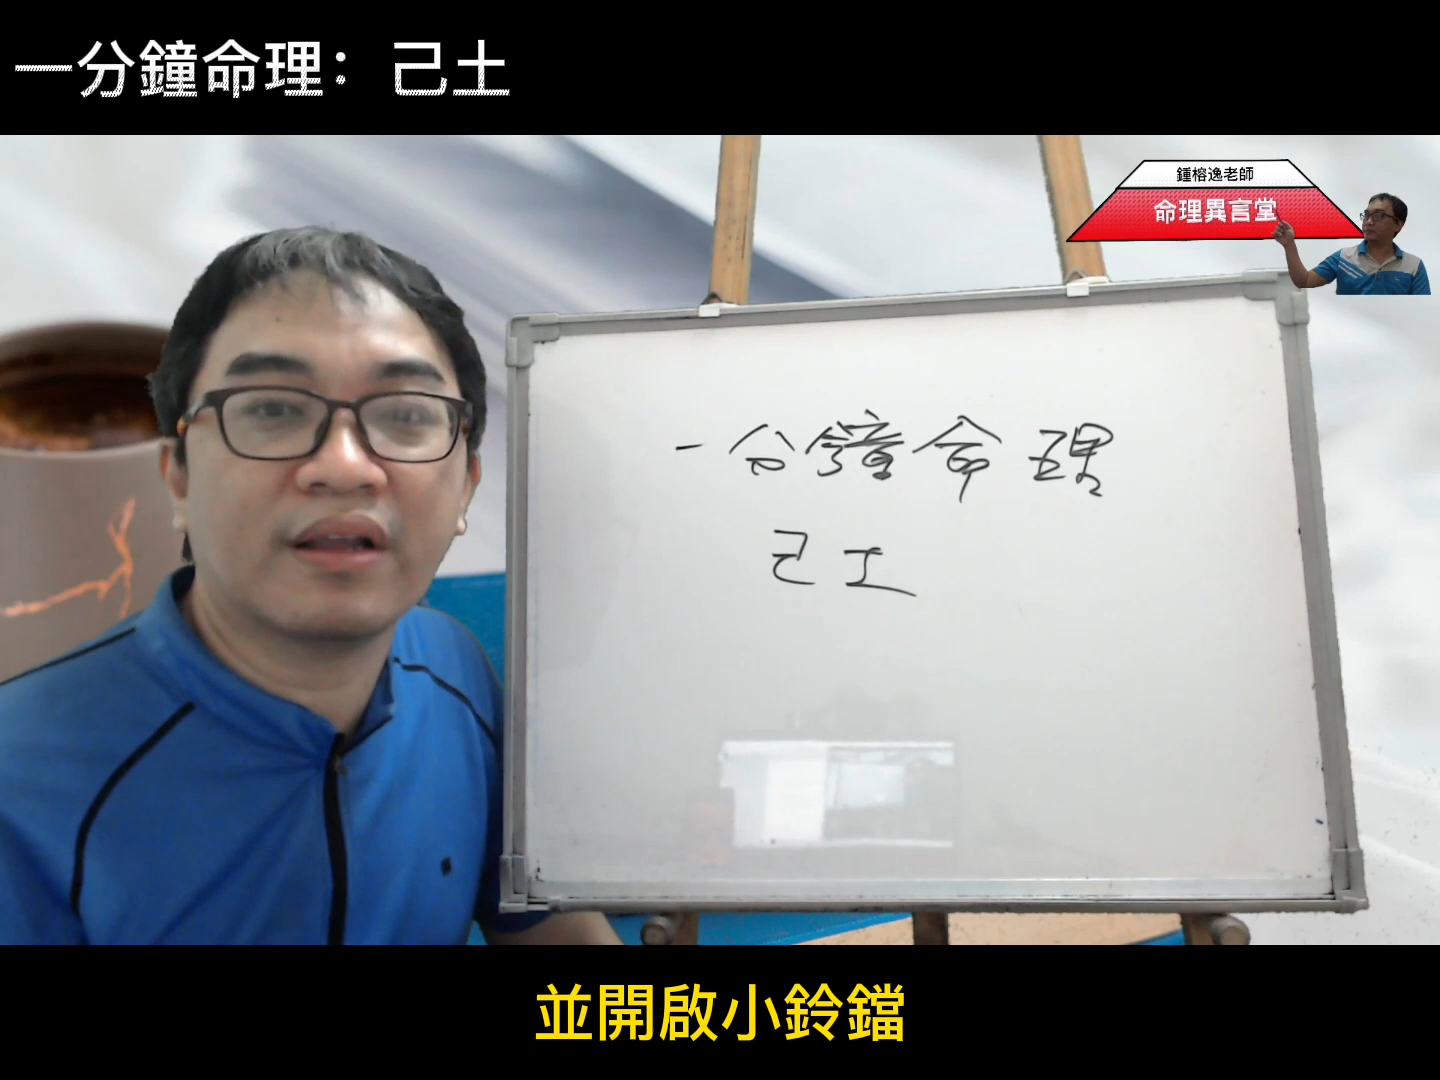 一分鐘命理：己土
鍾榕逸老師
命理異言堂
一分鐘命理
己土
並開啟小鈴鐺